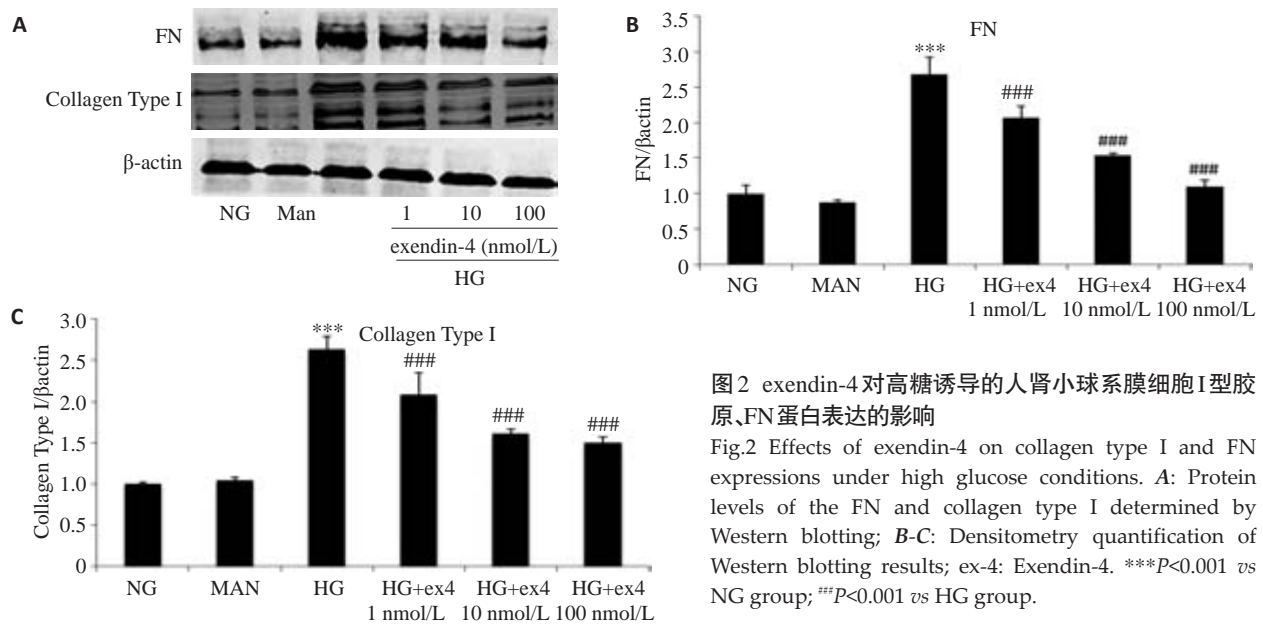 A
FN
Collagen Type I
β-actin
NG Man 1 10 100
exendin-4 (nmol/L)
HG
B
FN
FN/βactin
3.5
3.0
2.5
2.0
1.5
1.0
0.5
0
***
###
###
###
NG MAN HG HG+ex4 HG+ex4 HG+ex4
1 nmol/L 10 nmol/L 100 nmol/L
C
Collagen Type I
Collagen Type I/βactin
3.0
2.5
2.0
1.5
1.0
0.5
0
***
###
###
###
NG MAN HG HG+ex4 HG+ex4 HG+ex4
1 nmol/L 10 nmol/L 100 nmol/L
图2 exendin-4对高糖诱导的人肾小球系膜细胞I型胶
原、FN蛋白表达的影响
Fig.2 Effects of exendin-4 on collagen type I and FN
expressions under high glucose conditions. A: Protein
levels of the FN and collagen type I determined by
Western blotting; B-C: Densitometry quantification of
Western blotting results; ex-4: Exendin-4. ***P<0.001 vs
NG group; ###P<0.001 vs HG group.